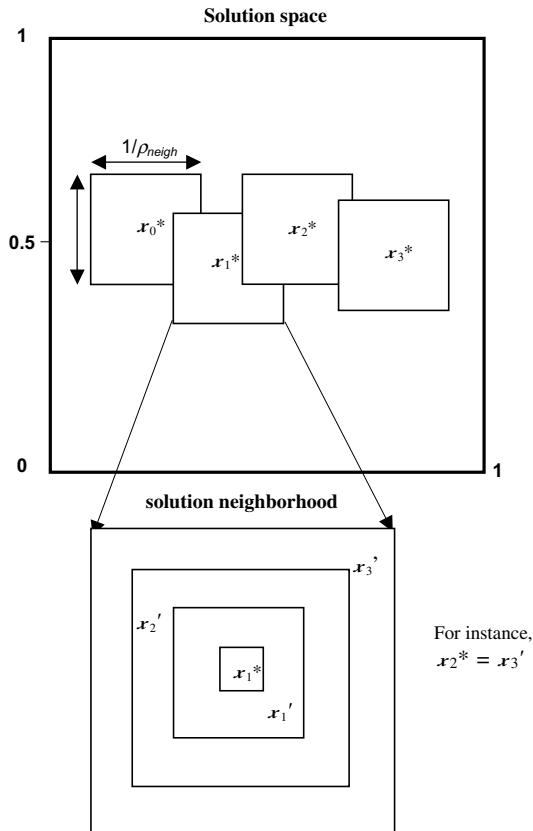 Solution space
1
1/ρneigh
x0*
x2*
0.5
x1*
x3*
0
1
solution neighborhood
x3’
x2′
For instance,
x1*
x2* = x3′
x1′